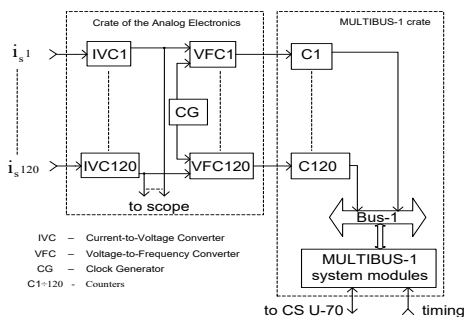 Crate of the Analog Electronics
MULTIBUS-1 crate
is1
IVC1
VFC1
C1
CG
is120
IVC120
VFC120
C120
to scope
Bus-1
IVC – Current-to-Voltage Converter
VFC – Voltage-to-Frequency Converter
CG – Clock Generator
C1÷120 - Counters
MULTIBUS-1
system modules
to CS U-70
timing